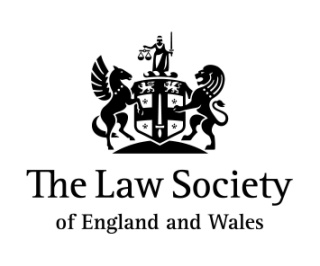 The Law Society
of England and Wales